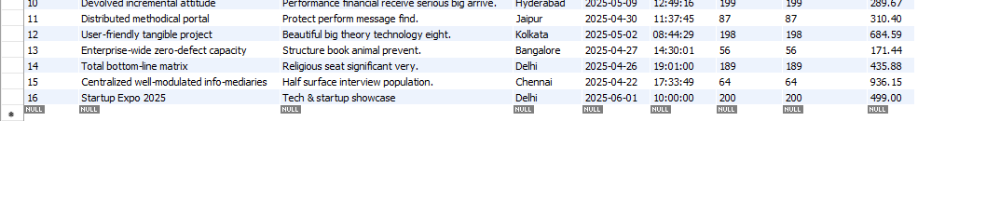 10 Devolved incremental attitude Performance financial receive serious big arrive. Hyderabad 2025-05-09 12:49:16 199 199 289.67
11 Distributed methodical portal Protect perform message find. Jaipur 2025-04-30 11:37:45 87 87 310.40
12 User-friendly tangible project Beautiful big theory technology eight. Kolkata 2025-05-02 08:44:29 198 198 684.59
13 Enterprise-wide zero-defect capacity Structure book animal prevent. Bangalore 2025-04-27 14:30:01 56 56 171.44
14 Total bottom-line matrix Religious seat significant very. Delhi 2025-04-26 19:01:00 189 189 435.88
15 Centralized well-modulated info-mediaries Half surface interview population. Chennai 2025-04-22 17:33:49 64 64 936.15
16 Startup Expo 2025 Tech & startup showcase Delhi 2025-06-01 10:00:00 200 200 499.00
NULL NULL NULL NULL NULL NULL NULL NULL NULL